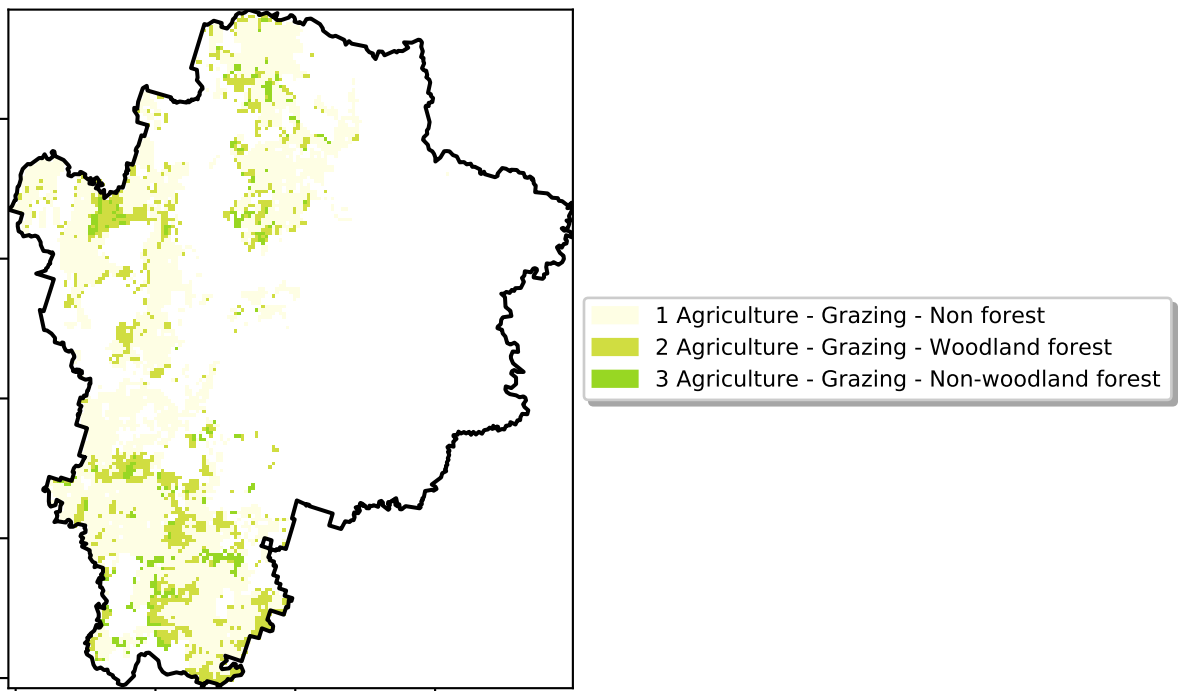 1 Agriculture - Grazing - Non forest
2 Agriculture - Grazing - Woodland forest
3 Agriculture - Grazing - Non-woodland forest